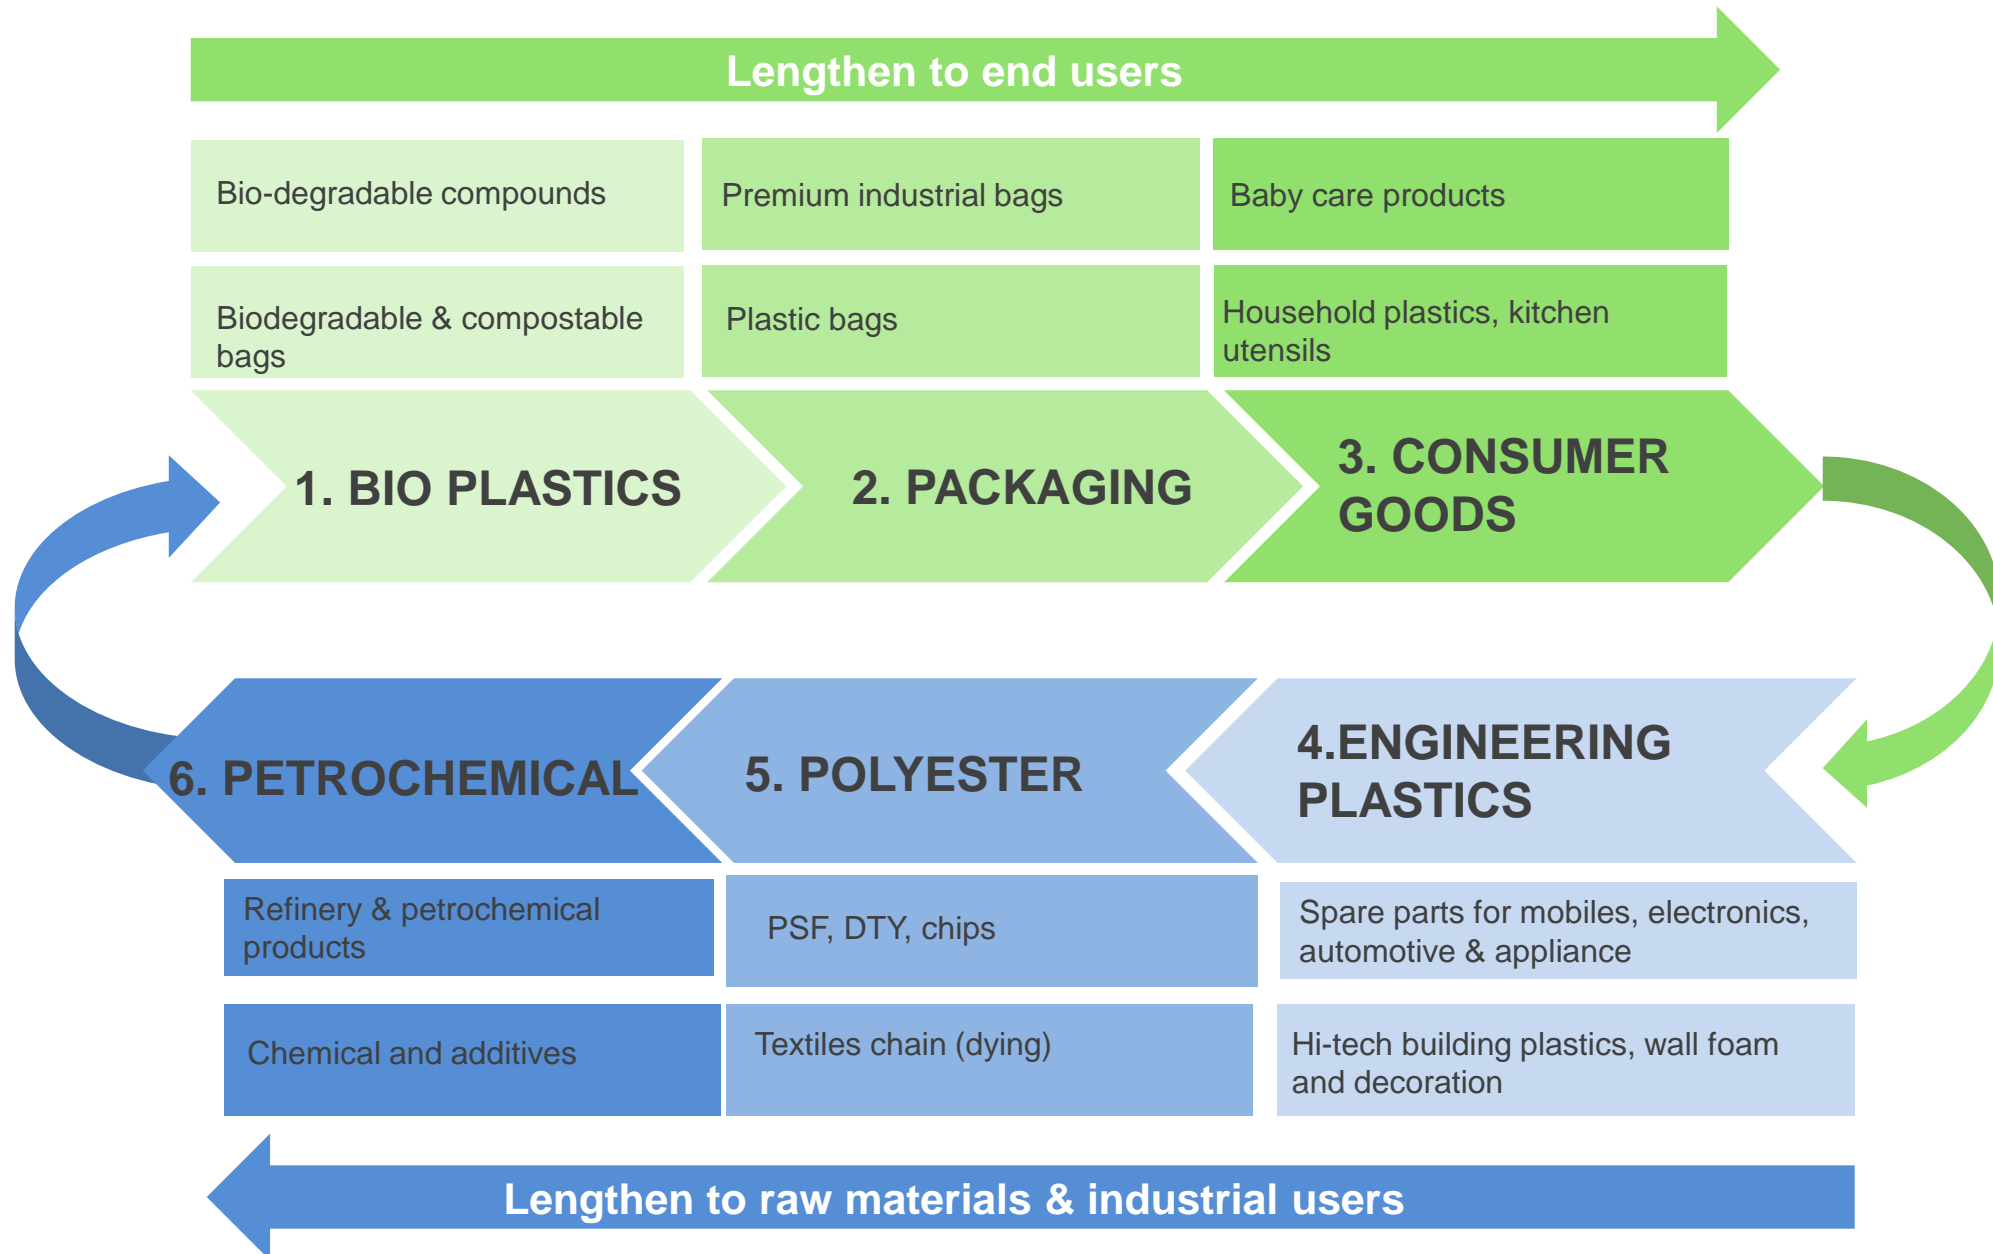 Lengthen to end users
Bio-degradable compounds
Premium industrial bags
Baby care products
Biodegradable & compostable
bags
Plastic bags
Household plastics, kitchen
utensils
1. BIO PLASTICS
2. PACKAGING
3. CONSUMER
GOODS
6. PETROCHEMICAL
5. POLYESTER
4.ENGINEERING
PLASTICS
Refinery & petrochemical
products
PSF, DTY, chips
Spare parts for mobiles, electronics,
automotive & appliance
Chemical and additives
Textiles chain (dying)
Hi-tech building plastics, wall foam
and decoration
Lengthen to raw materials & industrial users